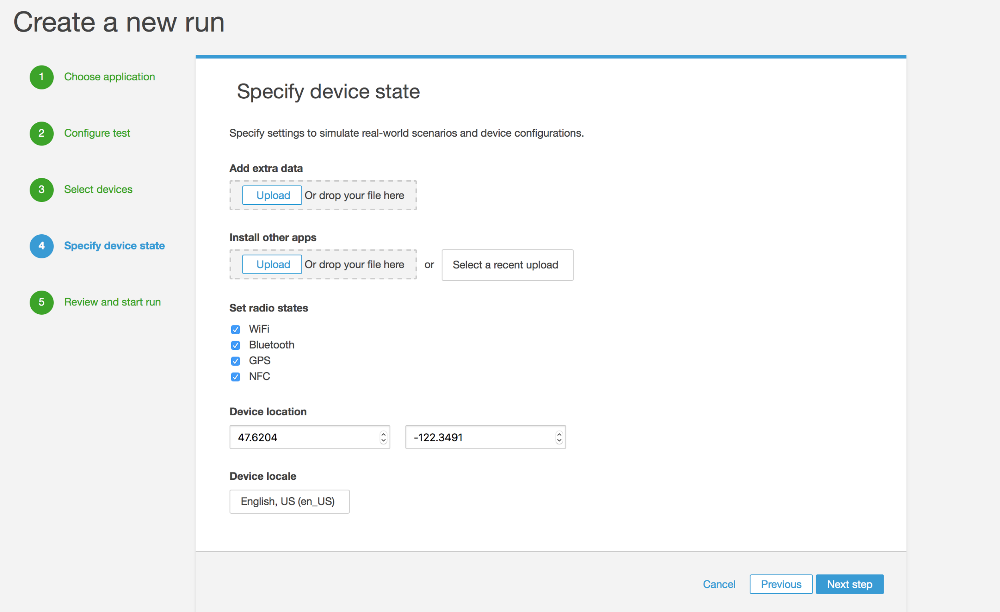 Create a new run
1 Choose application
2 Configure test
3 Select devices
4 Specify device state
5 Review and start run
Specify device state
Specify settings to simulate real-world scenarios and device configurations.
Add extra data
Upload Or drop your file here
Install other apps
Upload Or drop your file here or Select a recent upload
Set radio states
WiFi
Bluetooth
GPS
NFC
Device location
47.6204 -122.3491
Device locale
English, US (en_US)
Cancel Previous Next step